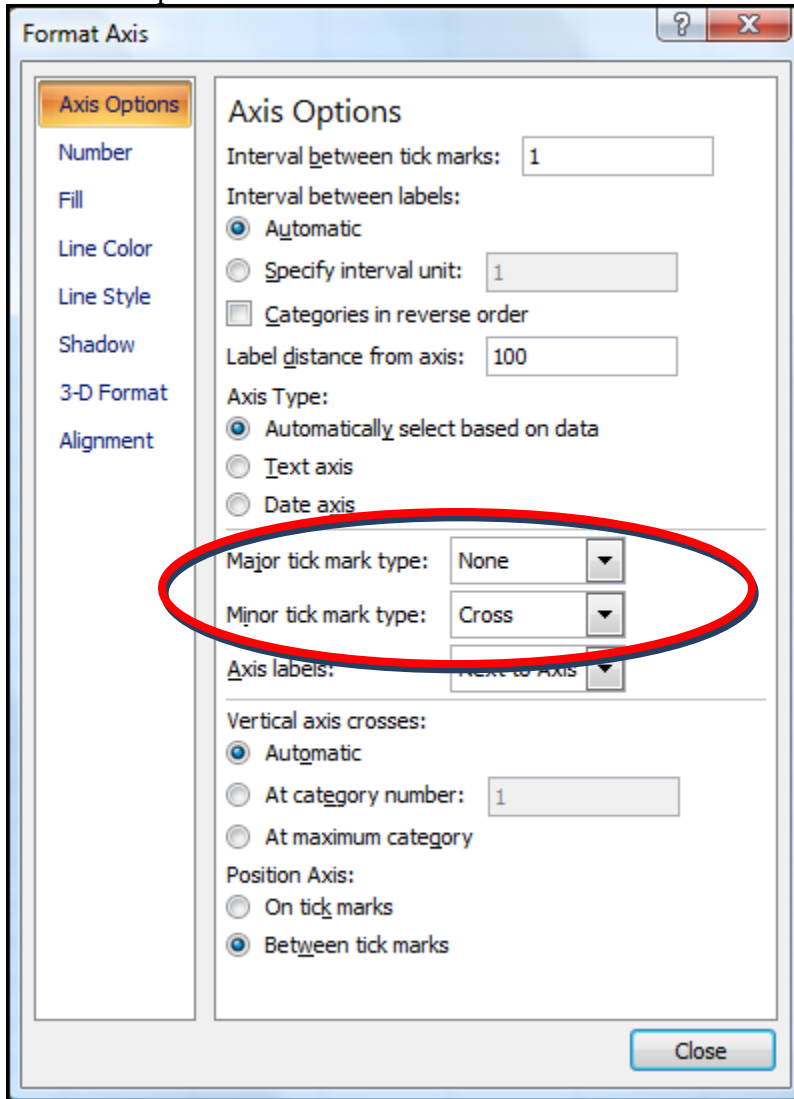 Format Axis
Axis Options
Number
Fill
Line Color
Line Style
Shadow
3-D Format
Alignment
Axis Options
Interval between tick marks: 1
Interval between labels:
Automatic
Specify interval unit: 1
Categories in reverse order
Label distance from axis: 100
Axis Type:
Automatically select based on data
Text axis
Date axis
Major tick mark type: None
Minor tick mark type: Cross
Axis labels: Next to Axis
Vertical axis crosses:
Automatic
At category number: 1
At maximum category
Position Axis:
On tick marks
Between tick marks
Close